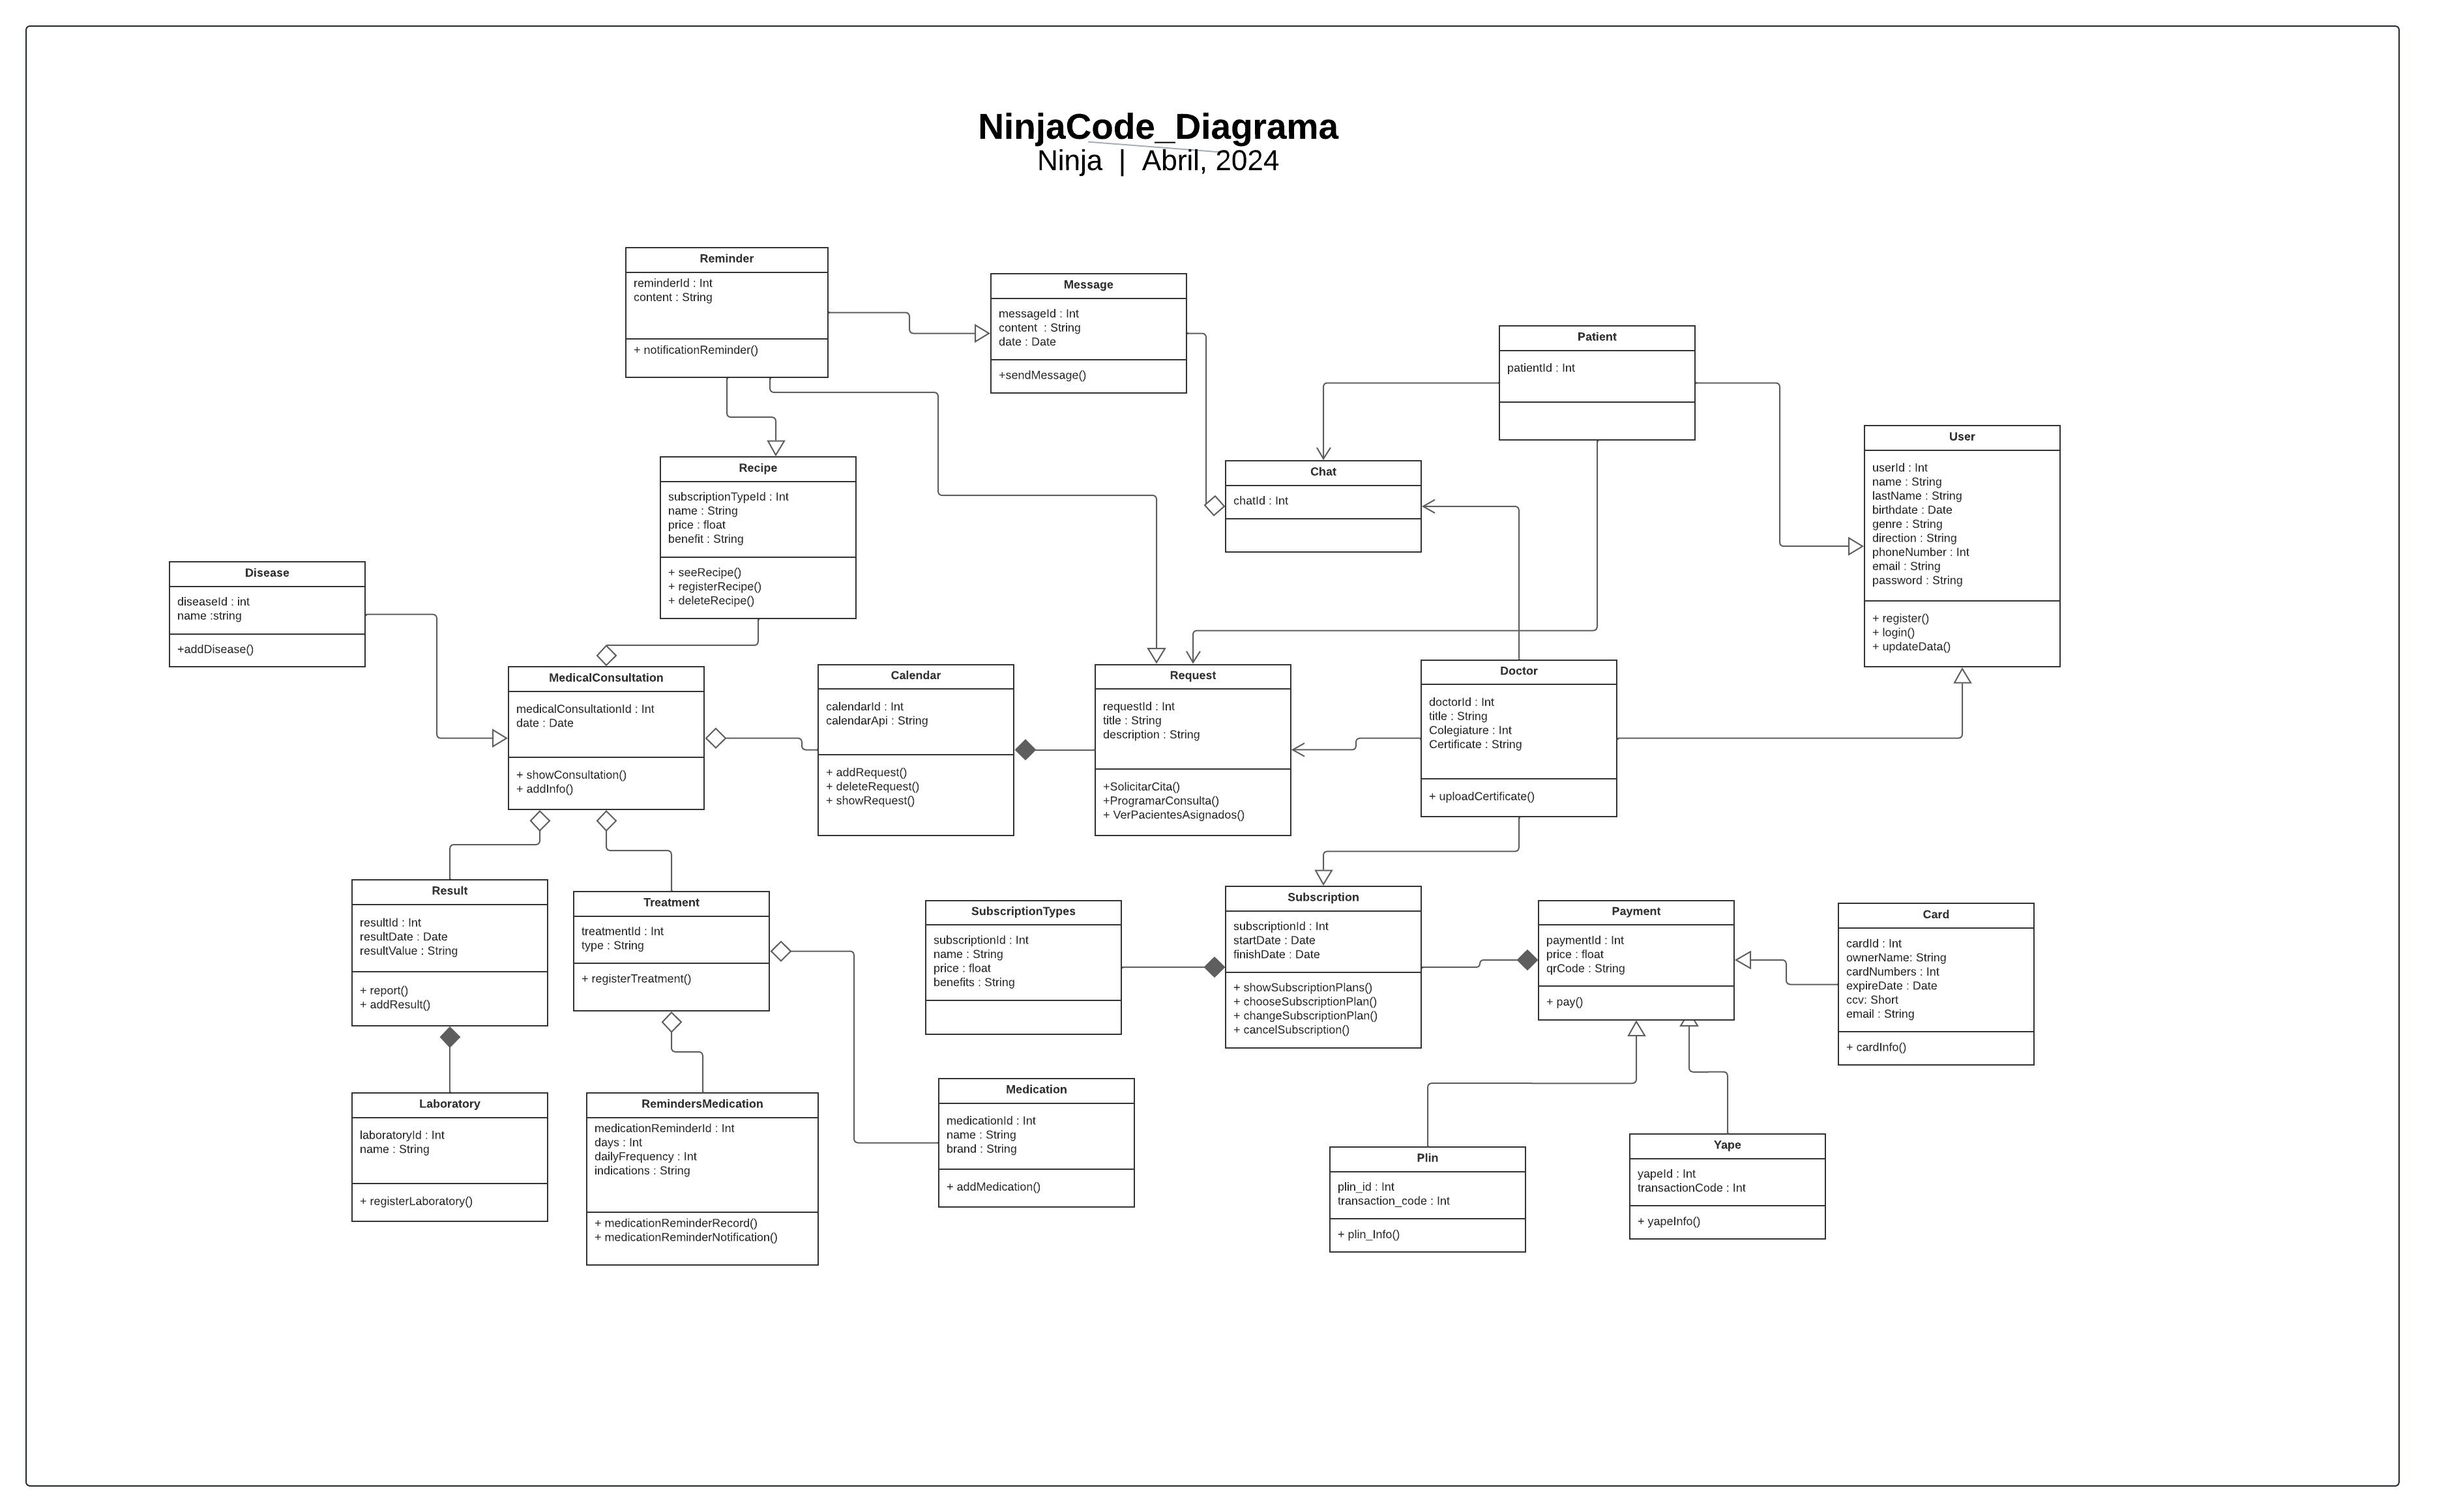 NinjaCode_Diagrama
Ninja | Abril, 2024
Reminder
reminderId : Int
content : String
+ notificationReminder()
Message
messageId : Int
content  : String
date : Date
+sendMessage()
Patient
patientId : Int
User
userId : Int
name : String
lastName : String
birthdate : Date
genre : String
direction : String
phoneNumber : Int
email : String
password : String
+ register()
+ login()
+ updateData()
Recipe
subscriptionTypeId : Int
name : String
price : float
benefit : String
+ seeRecipe()
+ registerRecipe()
+ deleteRecipe()
Chat
chatId : Int
Disease
diseaseId : int
name :string
+addDisease()
MedicalConsultation
medicalConsultationId : Int
date : Date
+ showConsultation()
+ addInfo()
Calendar
calendarId : Int
calendarApi : String
+ addRequest()
+ deleteRequest()
+ showRequest()
Request
requestId : Int
title : String
description : String
+SolicitarCita()
+ProgramarConsulta()
+ VerPacientesAsignados()
Doctor
doctorId : Int
title : String
Colegiature : Int
Certificate : String
+ uploadCertificate()
Result
resultId : Int
resultDate : Date
resultValue : String
+ report()
+ addResult()
Treatment
treatmentId : Int
type : String
+ registerTreatment()
SubscriptionTypes
subscriptionId : Int
name : String
price : float
benefits : String
Subscription
subscriptionId : Int
startDate : Date
finishDate : Date
+ showSubscriptionPlans()
+ chooseSubscriptionPlan()
+ changeSubscriptionPlan()
+ cancelSubscription()
Payment
paymentId : Int
price : float
qrCode : String
+ pay()
Card
cardId : Int
ownerName: String
cardNumbers : Int
expireDate : Date
ccv: Short
email : String
+ cardInfo()
Laboratory
laboratoryId : Int
name : String
+ registerLaboratory()
RemindersMedication
medicationReminderId : Int
days : Int
dailyFrequency : Int
indications : String
+ medicationReminderRecord()
+ medicationReminderNotification()
Medication
medicationId : Int
name : String
brand : String
+ addMedication()
Plin
plin_id : Int
transaction_code : Int
+ plin_Info()
Yape
yapeId : Int
transactionCode : Int
+ yapeInfo()